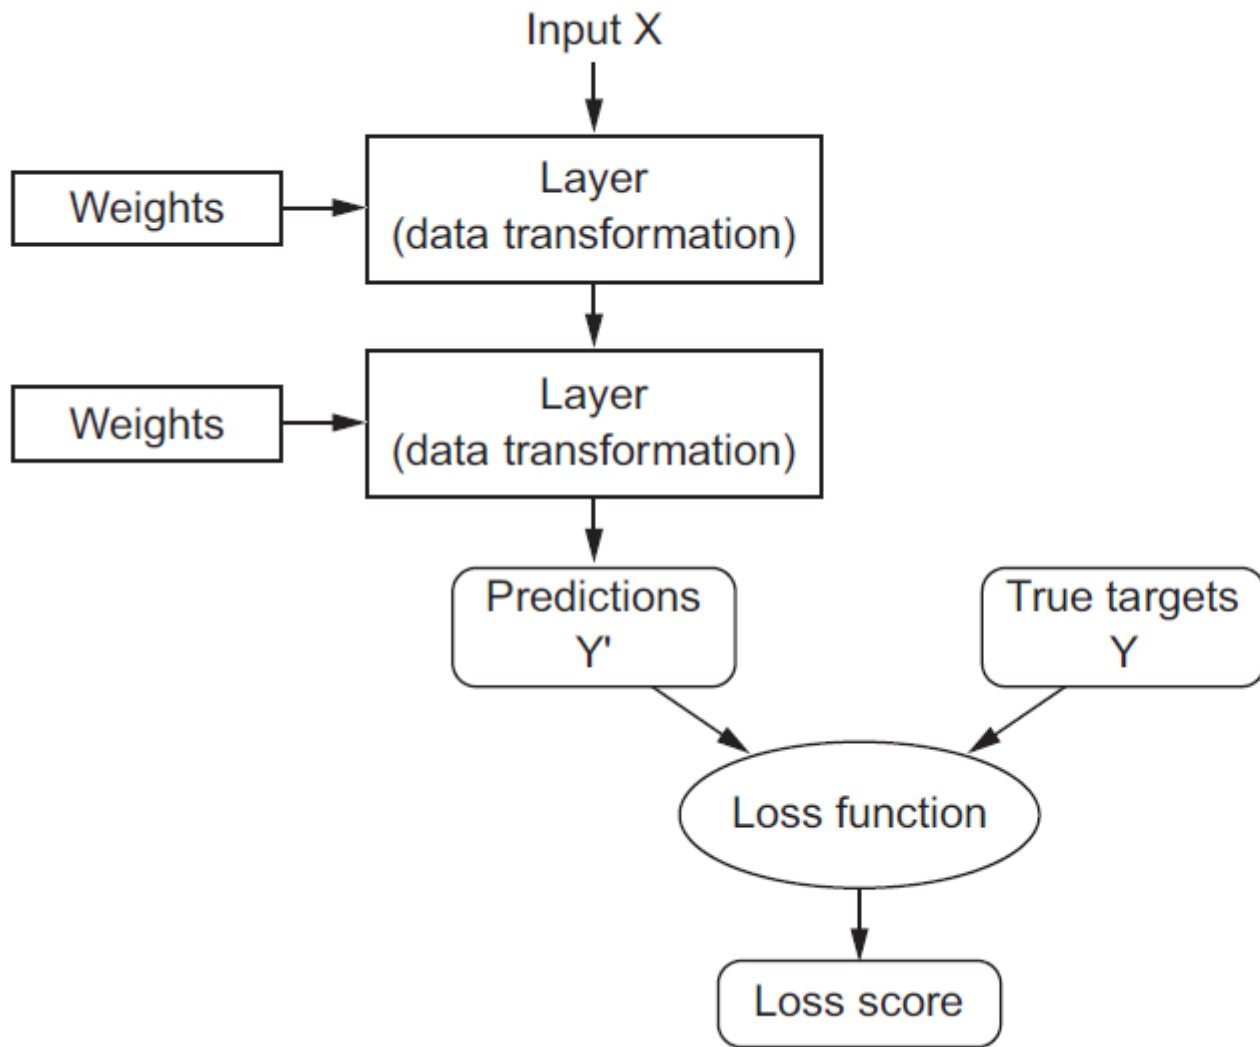 Input X
Weights
Layer
(data transformation)
Weights
Layer
(data transformation)
Predictions
Y'
True targets
Y
Loss function
Loss score